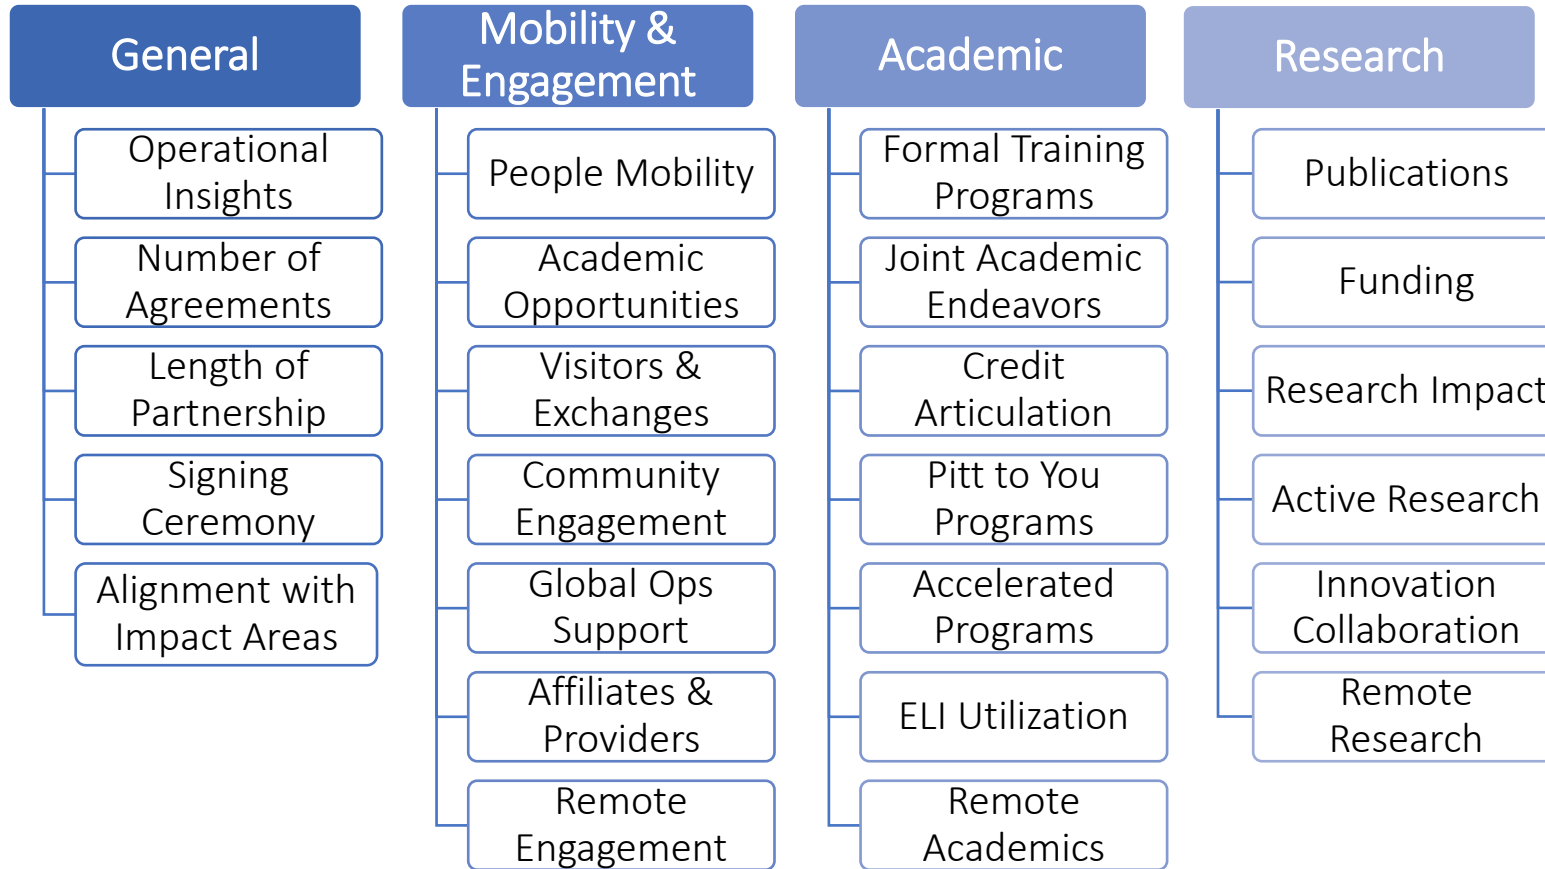 General
Operational
Insights
Number of
Agreements
Length of
Partnership
Signing
Ceremony
Alignment with
Impact Areas
Mobility &
Engagement
People Mobility
Academic
Opportunities
Visitors &
Exchanges
Community
Engagement
Global Ops
Support
Affiliates &
Providers
Remote
Engagement
Academic
Formal Training
Programs
Joint Academic
Endeavors
Credit
Articulation
Pitt to You
Programs
Accelerated
Programs
ELI Utilization
Remote
Academics
Research
Publications
Funding
Research Impact
Active Research
Innovation
Collaboration
Remote
Research